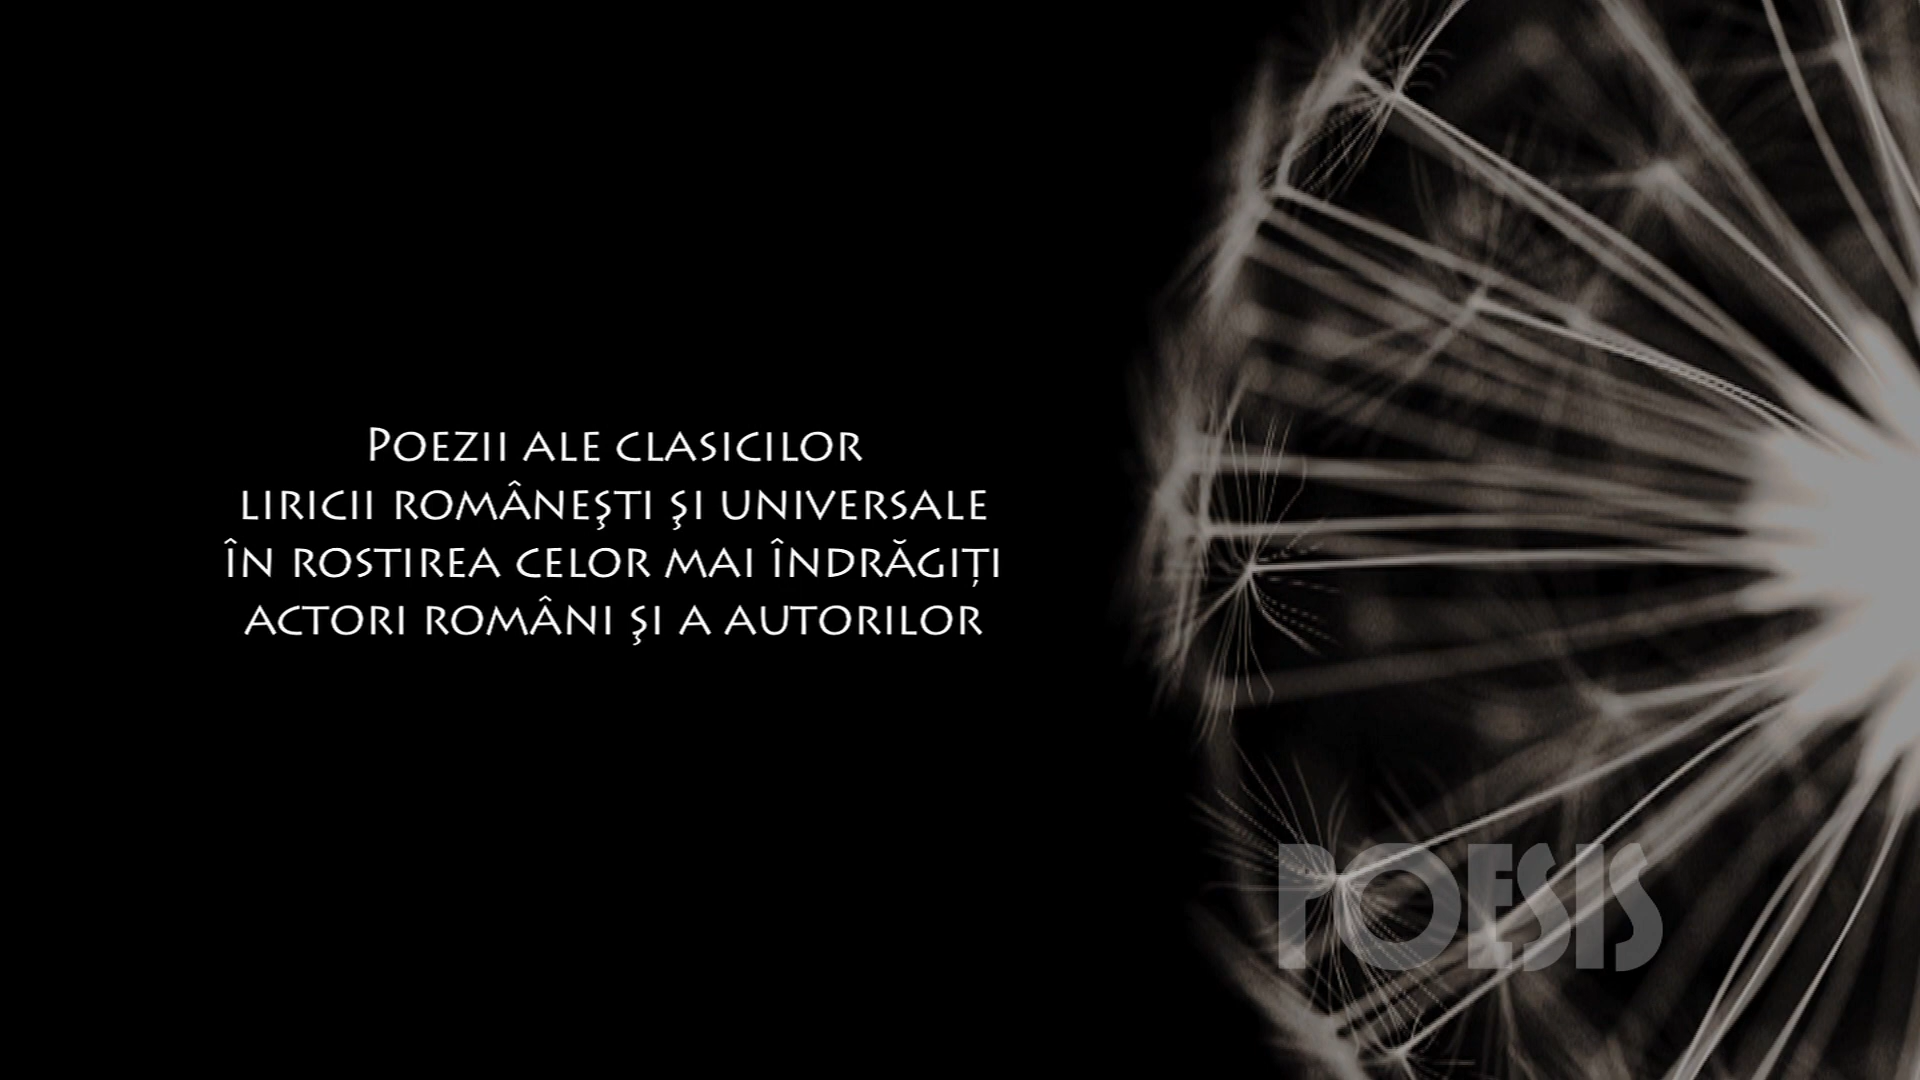 Poezii ale clasicilor
liricii româneşti şi universale
în rostirea celor mai îndrăgiți
actori români şi a autorilor
POESIS